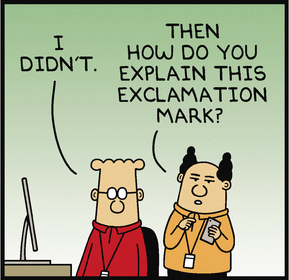 I
DIDN'T.
THEN
HOW DO YOU
EXPLAIN THIS
EXCLAMATION
MARK?